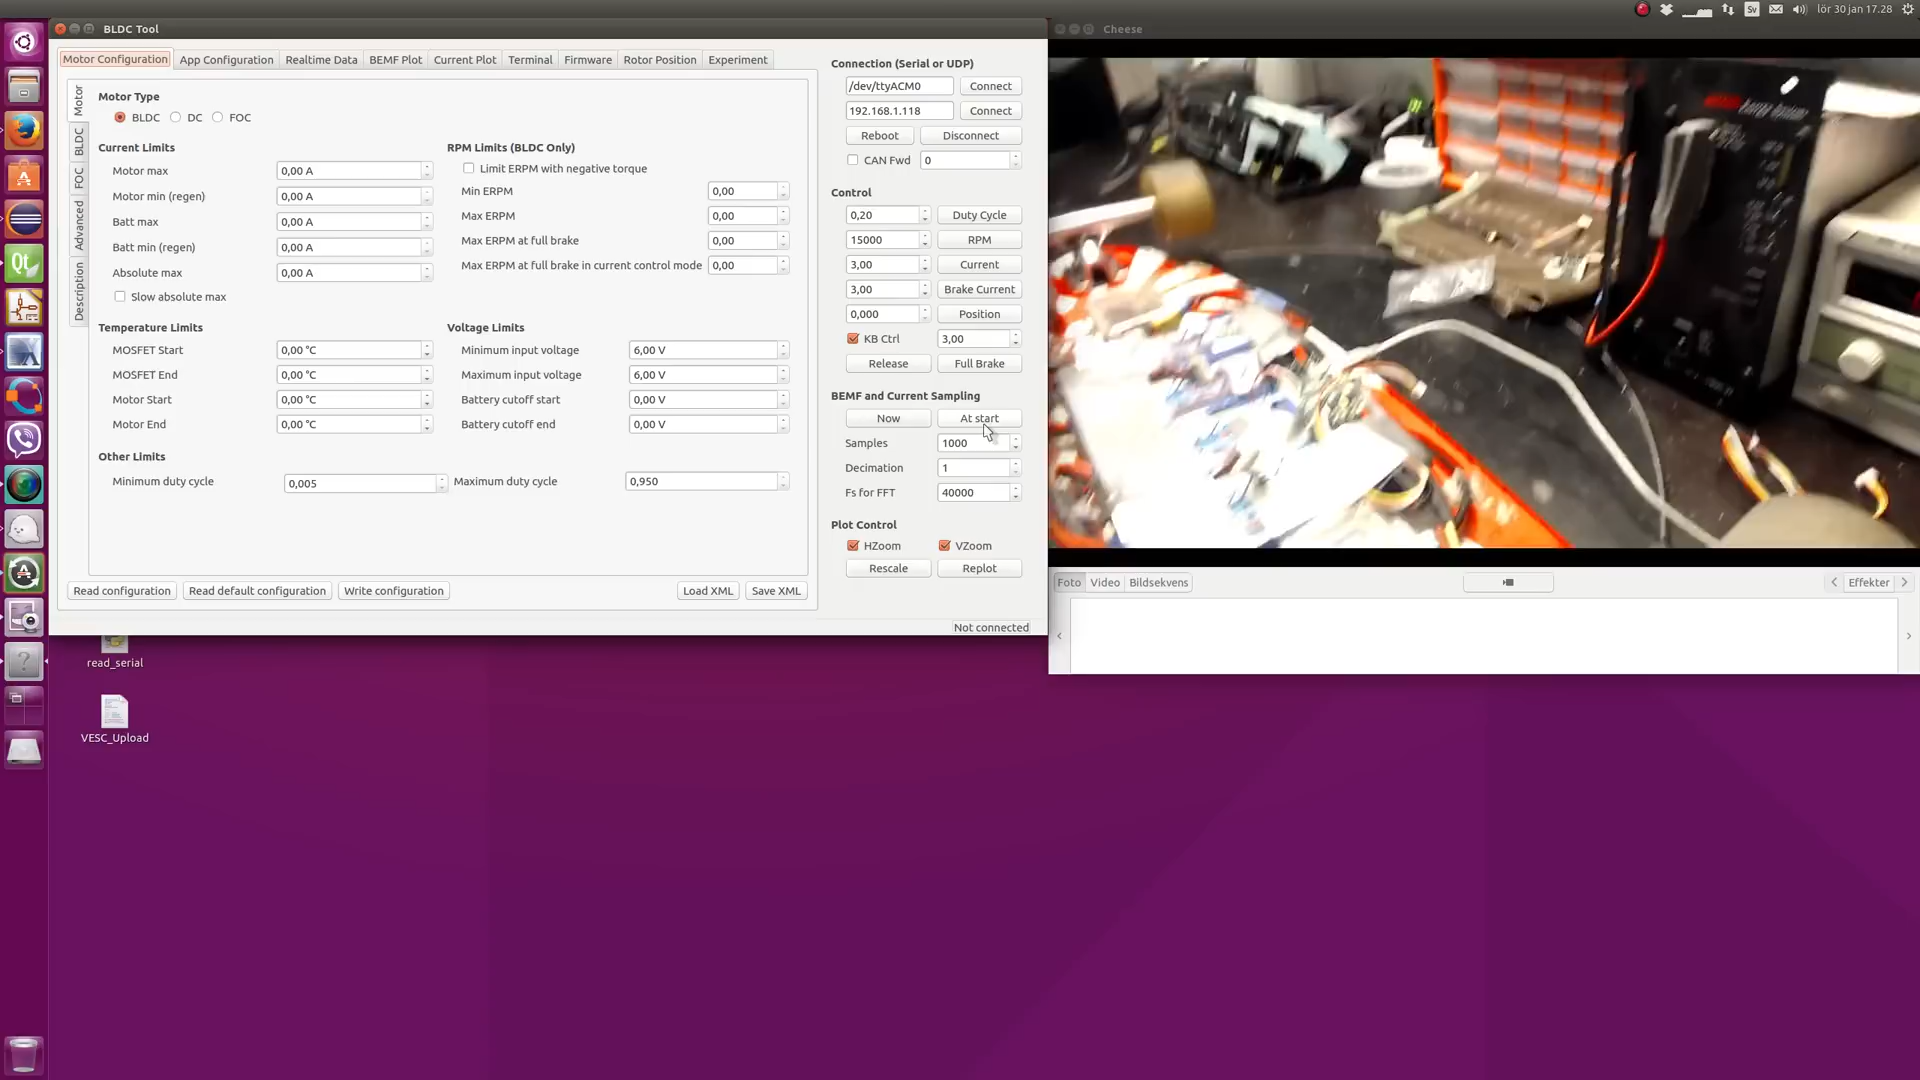 BLDC Tool
Cheese
Sv
lör 30 jan 17.28
Motor Configuration
App Configuration
Realtime Data
BEMF Plot
Current Plot
Terminal
Firmware
Rotor Position
Experiment
Motor
BLDC
FOC
Advanced
Description
Motor Type
BLDC
DC
FOC
Current Limits
Motor max
0,00 A
Motor min (regen)
0,00 A
Batt max
0,00 A
Batt min (regen)
0,00 A
Absolute max
0,00 A
Slow absolute max
RPM Limits (BLDC Only)
Limit ERPM with negative torque
Min ERPM
0,00
Max ERPM
0,00
Max ERPM at full brake
0,00
Max ERPM at full brake in current control mode
0,00
Temperature Limits
MOSFET Start
0,00 °C
MOSFET End
0,00 °C
Motor Start
0,00 °C
Motor End
0,00 °C
Voltage Limits
Minimum input voltage
6,00 V
Maximum input voltage
6,00 V
Battery cutoff start
0,00 V
Battery cutoff end
0,00 V
Other Limits
Minimum duty cycle
0,005
Maximum duty cycle
0,950
Read configuration
Read default configuration
Write configuration
Load XML
Save XML
Connection (Serial or UDP)
/dev/ttyACM0
Connect
192.168.1.118
Connect
Reboot
Disconnect
CAN Fwd
0
Control
0,20
Duty Cycle
15000
RPM
3,00
Current
3,00
Brake Current
0,000
Position
KB Ctrl
3,00
Release
Full Brake
BEMF and Current Sampling
Now
At start
Samples
1000
Decimation
1
Fs for FFT
40000
Plot Control
HZoom
VZoom
Rescale
Replot
Not connected
Foto
Video
Bildsekvens
Effekter
read_serial
VESC_Upload
Qt